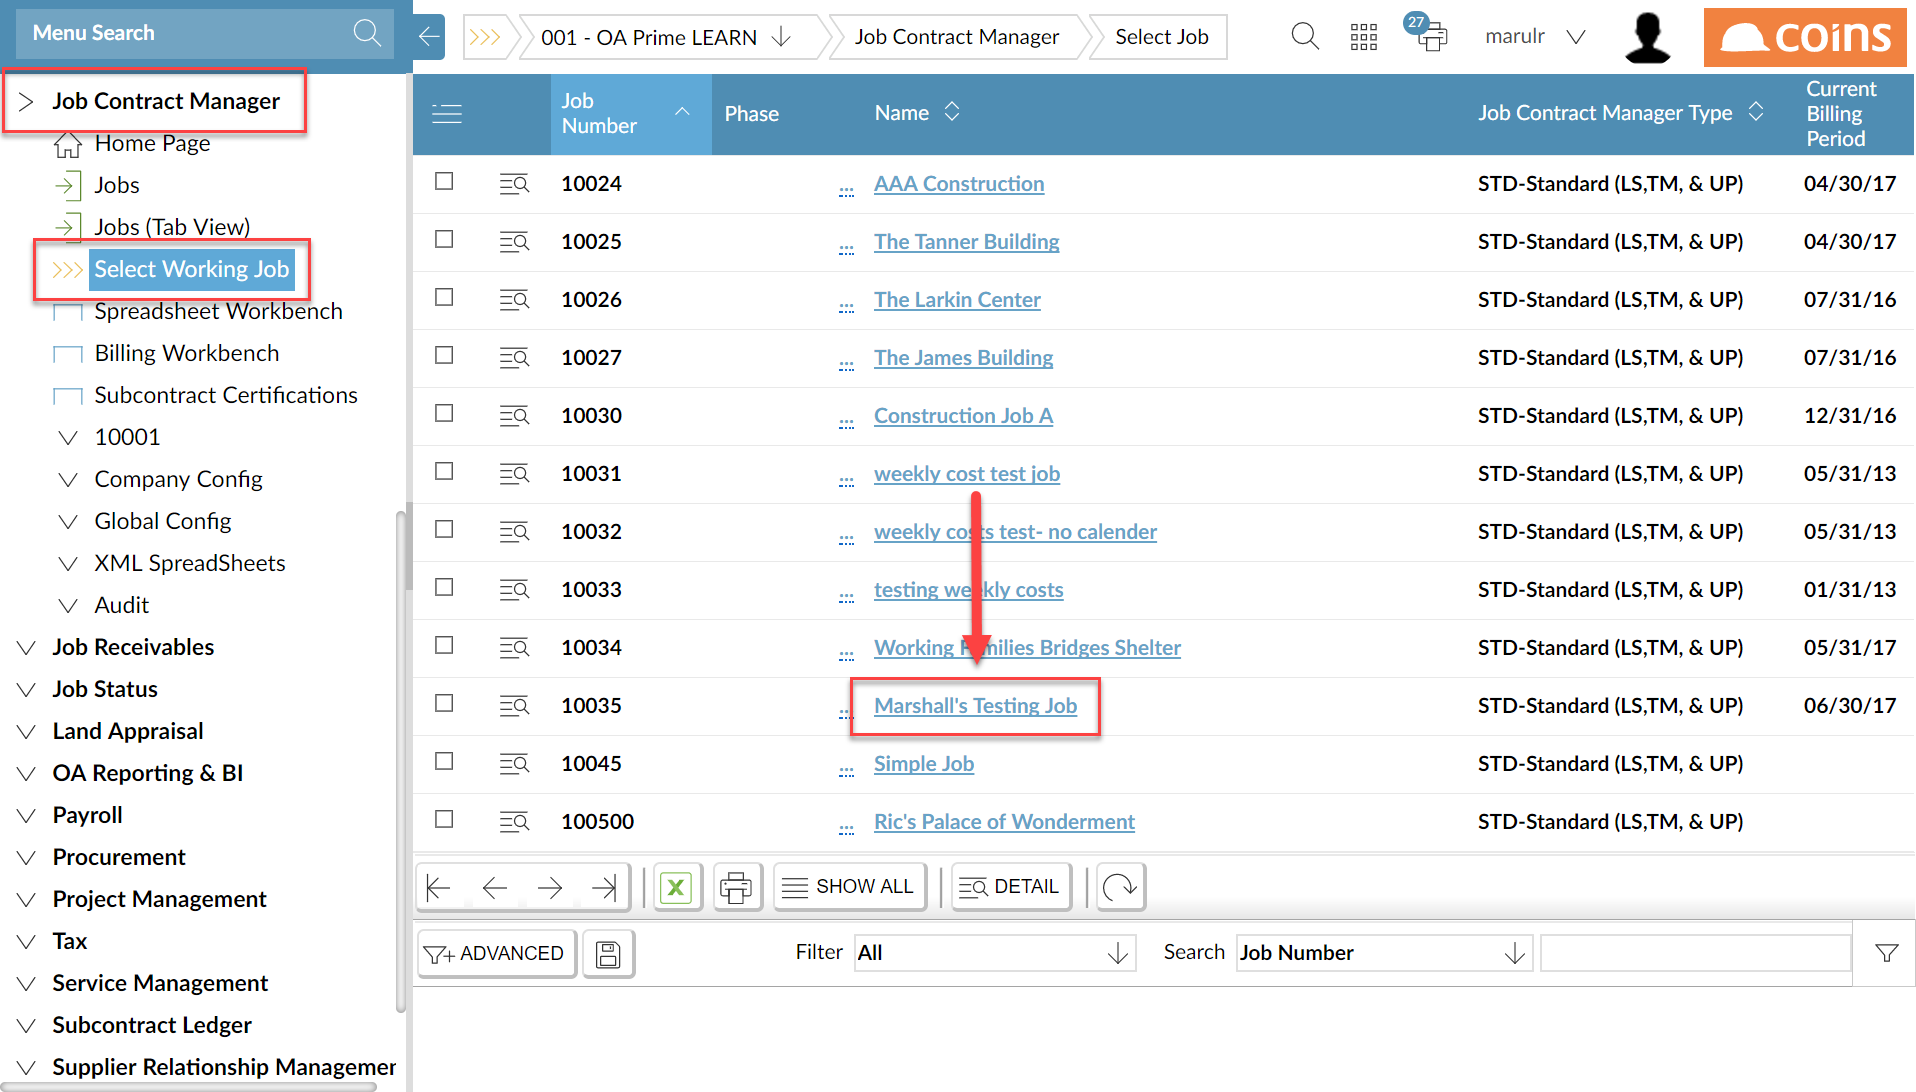 Menu Search
001 - OA Prime LEARN
Job Contract Manager
Select Job
27
marulr
coins
Job Contract Manager
Home Page
Jobs
Jobs (Tab View)
Select Working Job
Spreadsheet Workbench
Billing Workbench
Subcontract Certifications
10001
Company Config
Global Config
XML SpreadSheets
Audit
Job Receivables
Job Status
Land Appraisal
OA Reporting & BI
Payroll
Procurement
Project Management
Tax
Service Management
Subcontract Ledger
Supplier Relationship Managemen
Job Number Phase Name Job Contract Manager Type Current Billing Period
10024 ... AAA Construction STD-Standard (LS,TM, & UP) 04/30/17
10025 ... The Tanner Building STD-Standard (LS,TM, & UP) 04/30/17
10026 ... The Larkin Center STD-Standard (LS,TM, & UP) 07/31/16
10027 ... The James Building STD-Standard (LS,TM, & UP) 07/31/16
10030 ... Construction Job A STD-Standard (LS,TM, & UP) 12/31/16
10031 ... weekly cost test job STD-Standard (LS,TM, & UP) 05/31/13
10032 ... weekly costs test- no calender STD-Standard (LS,TM, & UP) 05/31/13
10033 ... testing weekly costs STD-Standard (LS,TM, & UP) 01/31/13
10034 ... Working Families Bridges Shelter STD-Standard (LS,TM, & UP) 05/31/17
10035 ... Marshall's Testing Job STD-Standard (LS,TM, & UP) 06/30/17
10045 ... Simple Job STD-Standard (LS,TM, & UP)
100500 ... Ric's Palace of Wonderment STD-Standard (LS,TM, & UP)
X SHOW ALL DETAIL
ADVANCED Filter All Search Job Number